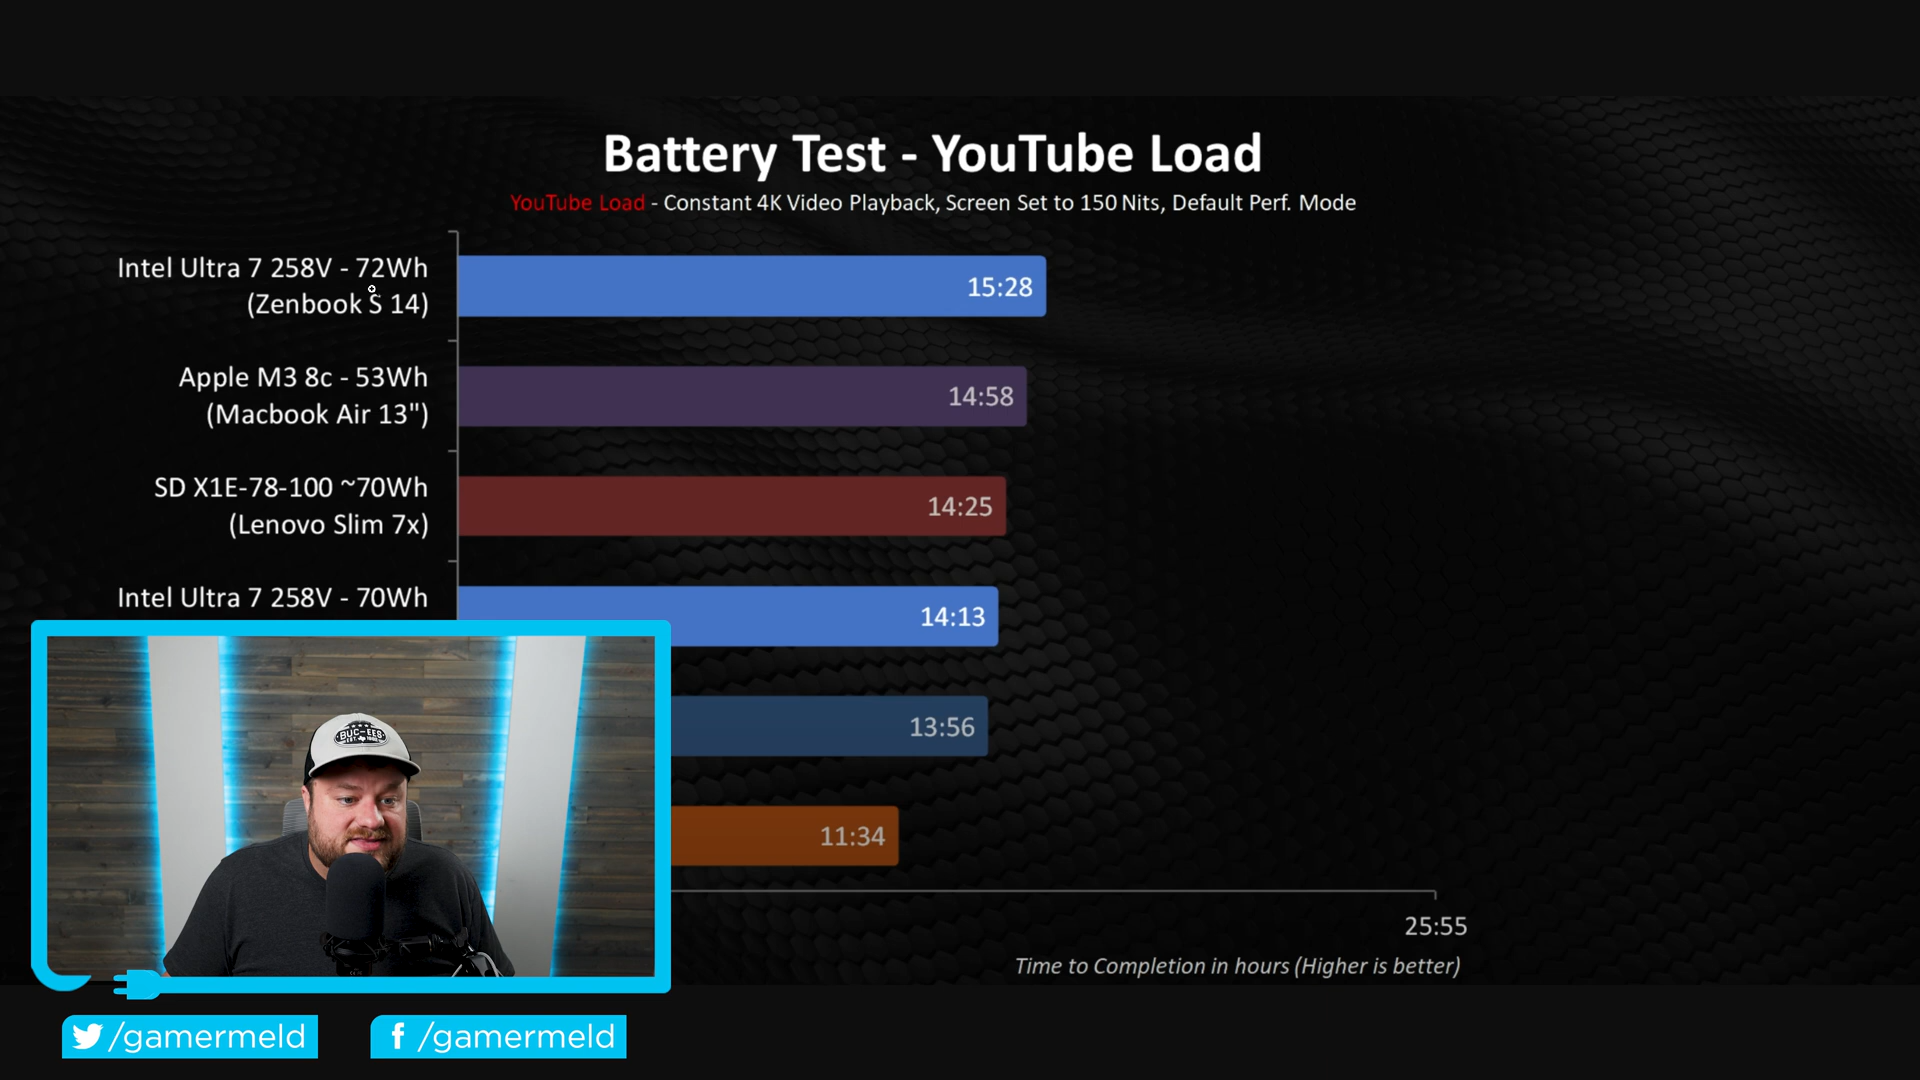 Battery Test - YouTube Load
YouTube Load - Constant 4K Video Playback, Screen Set to 150 Nits, Default Perf. Mode
Intel Ultra 7 258V - 72Wh
(Zenbook S 14)
15:28
Apple M3 8c - 53Wh
(Macbook Air 13")
14:58
SD X1E-78-100 ~70Wh
(Lenovo Slim 7x)
14:25
Intel Ultra 7 258V - 70Wh
14:13
13:56
11:34
25:55
Time to Completion in hours (Higher is better)
BUC-EES
/gamermeld
/gamermeld